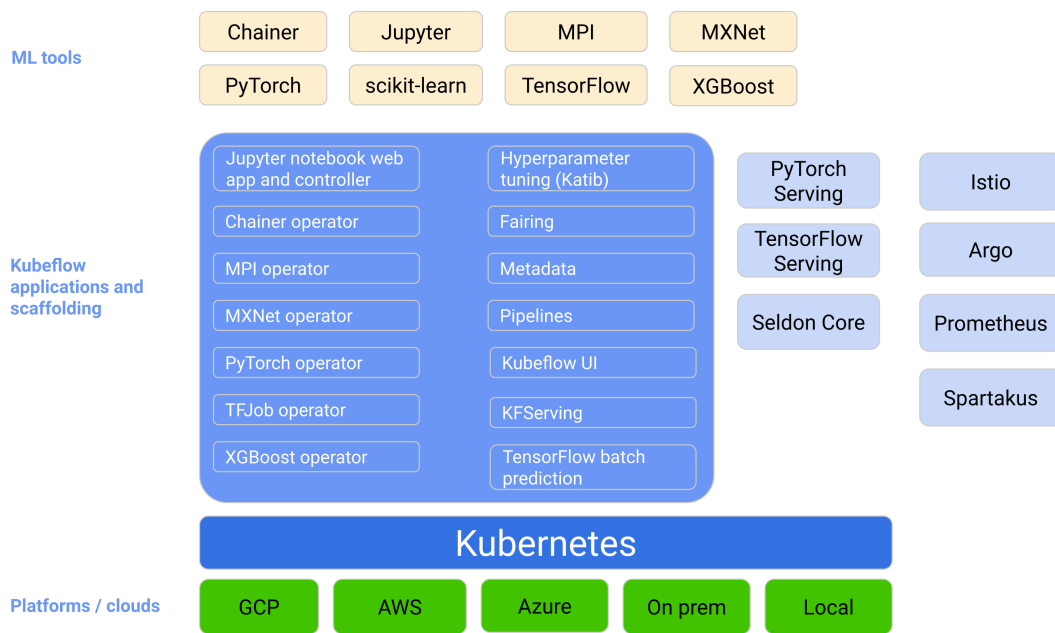 ML tools
Chainer
Jupyter
MPI
MXNet
PyTorch
scikit-learn
TensorFlow
XGBoost
Kubeflow
applications and
scaffolding
Jupyter notebook web
app and controller
Chainer operator
MPI operator
MXNet operator
PyTorch operator
TFJob operator
XGBoost operator
Hyperparameter
tuning (Katib)
Fairing
Metadata
Pipelines
Kubeflow UI
KFServing
TensorFlow batch
prediction
PyTorch
Serving
TensorFlow
Serving
Seldon Core
Istio
Argo
Prometheus
Spartakus
Kubernetes
Platforms / clouds
GCP
AWS
Azure
On prem
Local